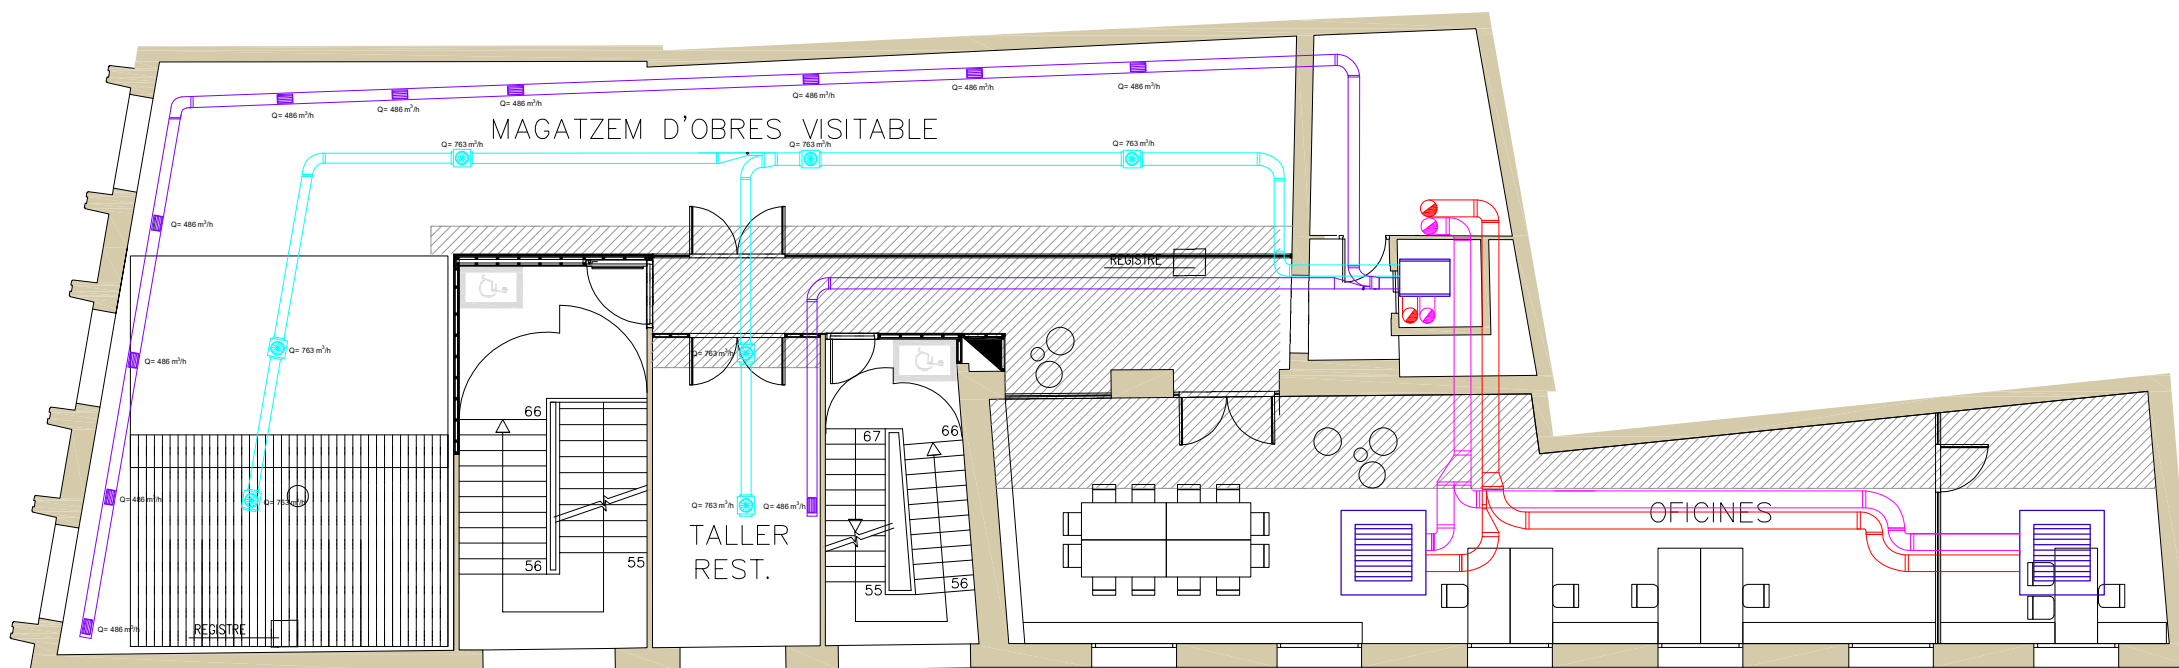 Q= 486 m³/h
Q= 486 m³/h
Q= 486 m³/h
Q= 486 m³/h
Q= 486 m³/h
Q= 486 m³/h
MAGATZEM D'OBRES VISITABLE
Q= 763 m³/h
Q= 763 m³/h
Q= 763 m³/h
Q= 486 m³/h
REGISTRE
Q= 486 m³/h
Q= 763 m³/h
Q= 763 m³/h
66
67
66
Q= 486 m³/h
Q= 763 m³/h
Q= 763 m³/h
Q= 486 m³/h
OFICINES
TALLER
REST.
56
55
55
56
Q= 486 m³/h
REGISTRE